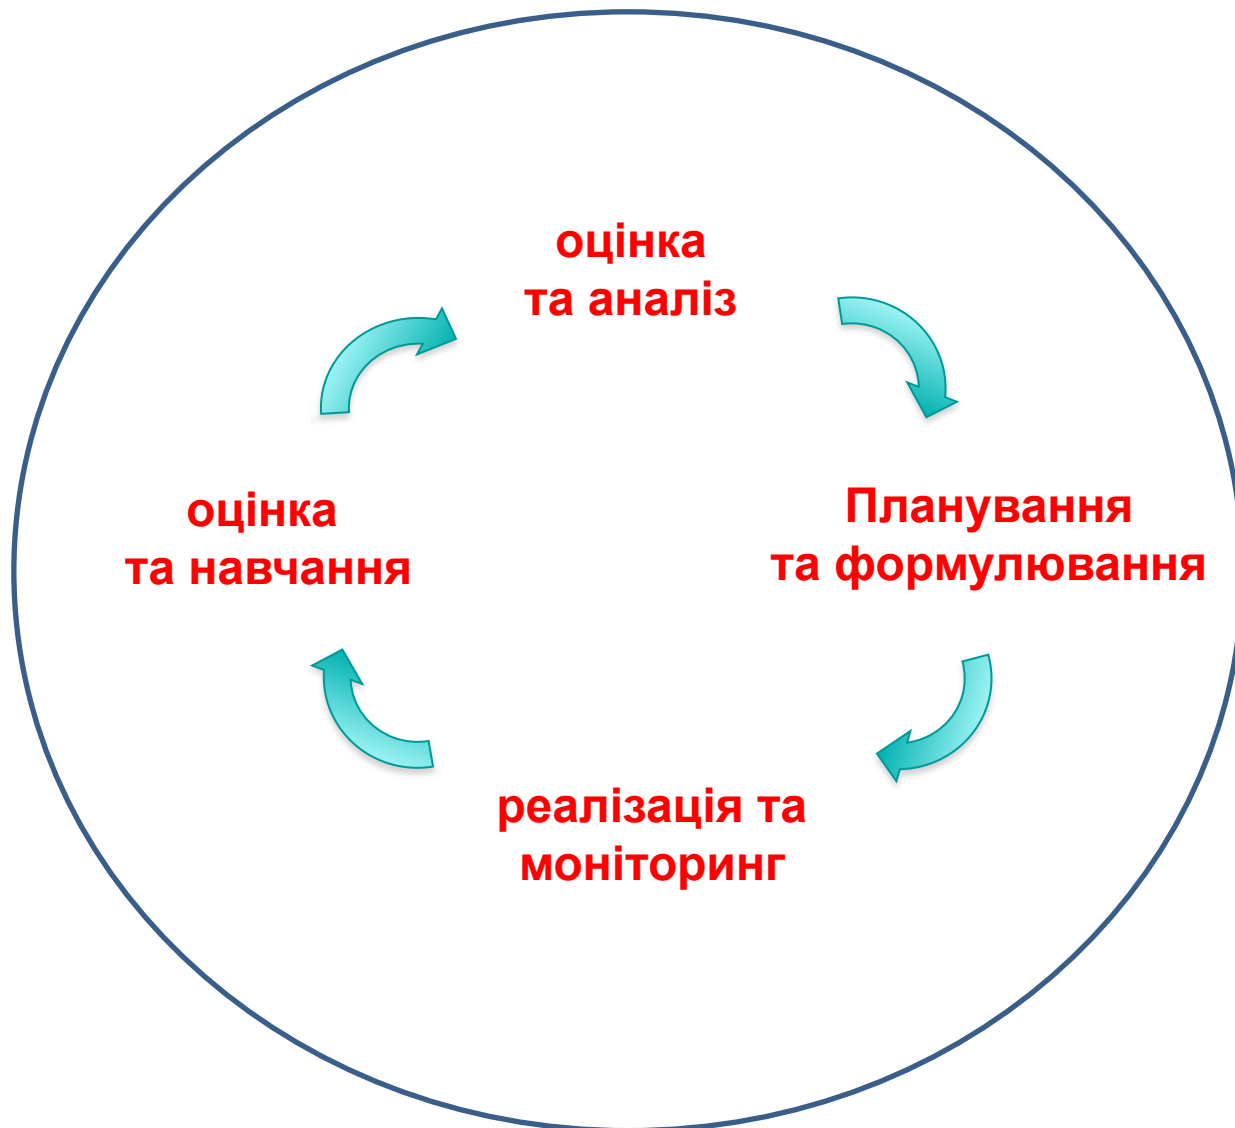 оцінка
та аналіз
оцінка
та навчання
Планування
та формулювання
реалізація та
моніторинг